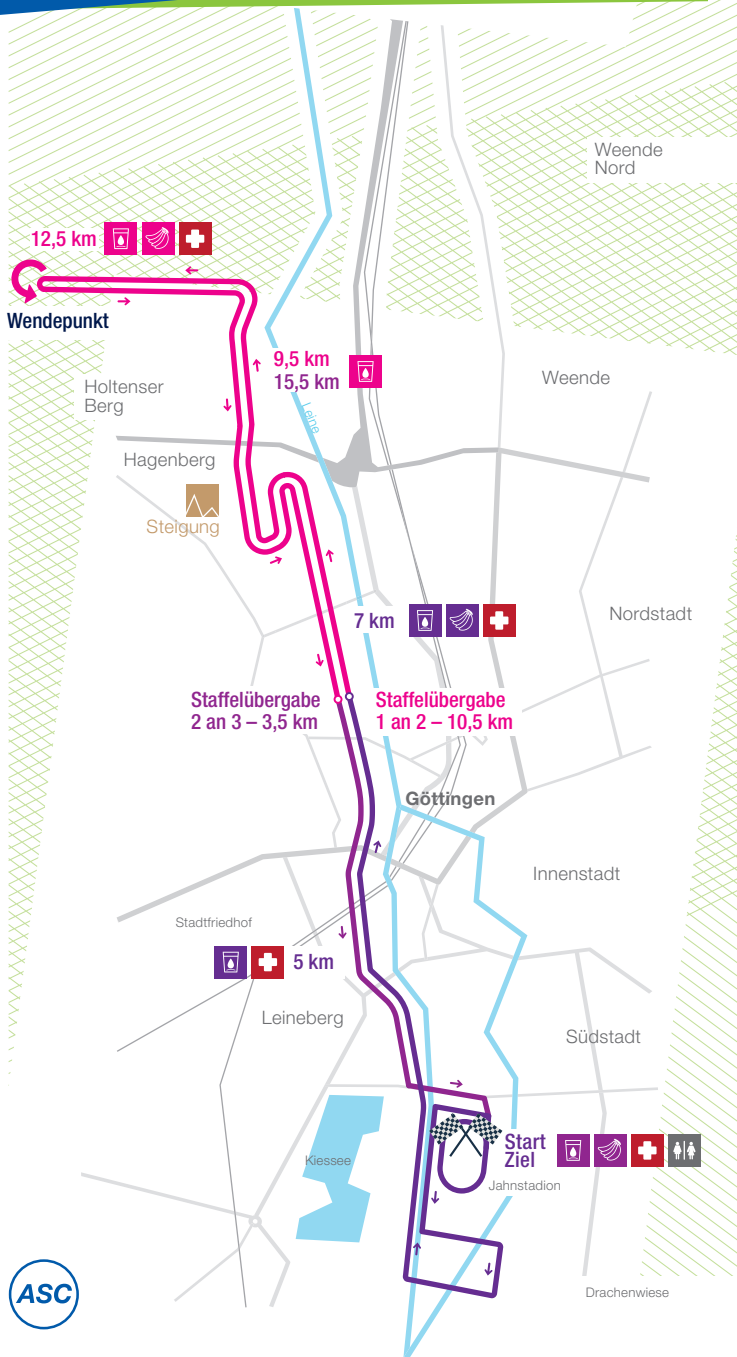 Weende
Nord
12,5 km
Wendepunkt
9,5 km
15,5 km
Holtenser
Berg
Weende
Leine
Hagenberg
Steigung
7 km
Nordstadt
Staffelübergabe
2 an 3 – 3,5 km
Staffelübergabe
1 an 2 – 10,5 km
Göttingen
Innenstadt
Stadtfriedhof
5 km
Leineberg
Südstadt
Start
Ziel
Kiessee
Jahnstadion
Drachenwiese
ASC